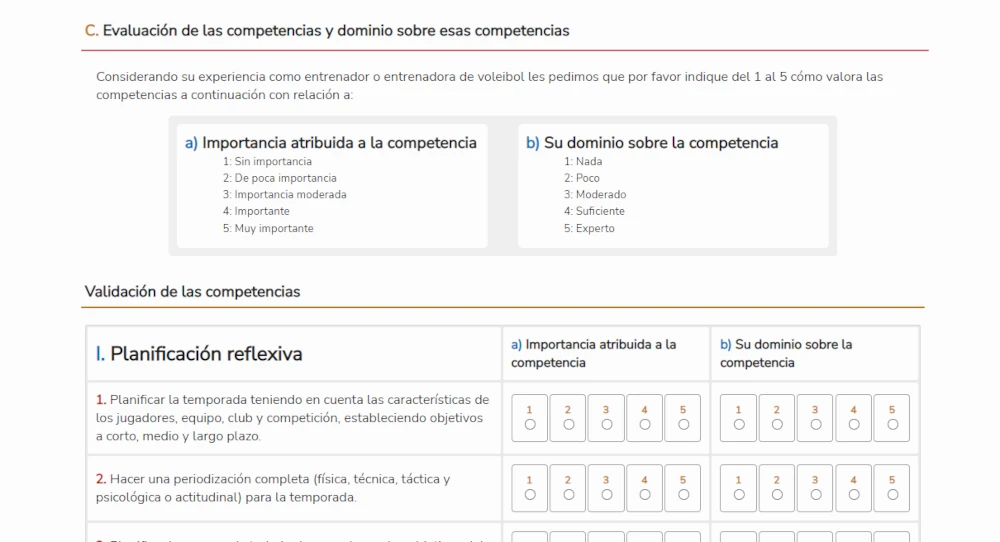 C. Evaluación de las competencias y dominio sobre esas competencias
Considerando su experiencia como entrenador o entrenadora de voleibol les pedimos que por favor indique del 1 al 5 cómo valora las
competencias a continuación con relación a:
a) Importancia atribuida a la competencia
1: Sin importancia
2: De poca importancia
3: Importancia moderada
4: Importante
5: Muy importante
b) Su dominio sobre la competencia
1: Nada
2: Poco
3: Moderado
4: Suficiente
5: Experto
Validación de las competencias
I. Planificación reflexiva
a) Importancia atribuida a la
competencia
b) Su dominio sobre la
competencia
1. Planificar la temporada teniendo en cuenta las características de
los jugadores, equipo, club y competición, estableciendo objetivos
a corto, medio y largo plazo.
1 2 3 4 5
1 2 3 4 5
2. Hacer una periodización completa (física, técnica, táctica y
psicológica o actitudinal) para la temporada.
1 2 3 4 5
1 2 3 4 5